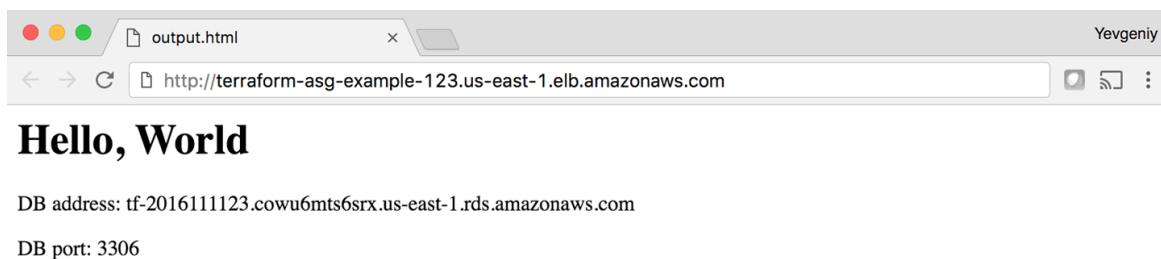 output.html
Yevgeniy
http://terraform-asg-example-123.us-east-1.elb.amazonaws.com
Hello, World
DB address: tf-2016111123.cowu6mts6srx.us-east-1.rds.amazonaws.com
DB port: 3306